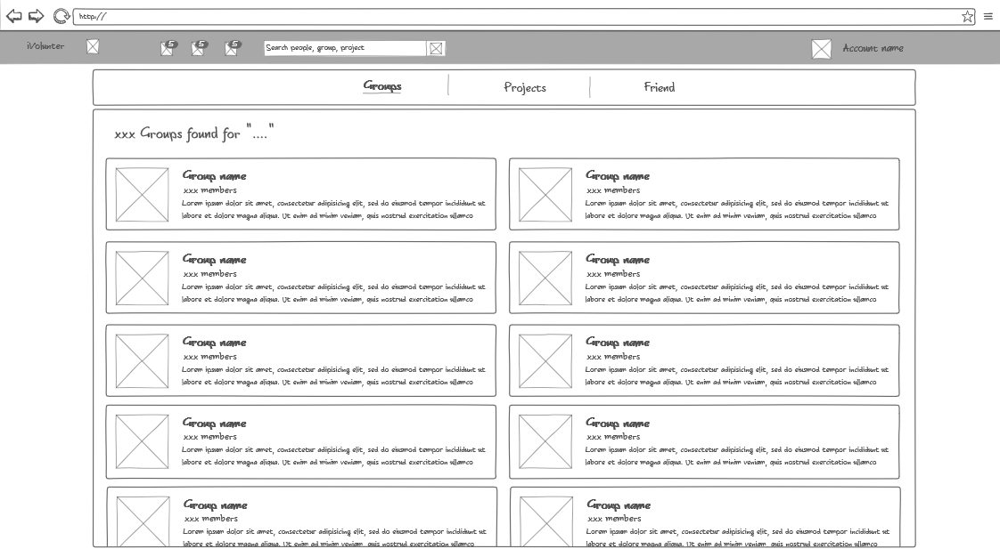 http://
iVolunter
5
5
5
Search people, group, project
Account name
Groups
Projects
Friend
xxx Groups found for "...."
Group name
xxx members
Lorem ipsum dolor sit amet, consectetur adipisicing elit, sed do eiusmod tempor incididunt ut
labore et dolore magna aliqua. Ut enim ad minim veniam, quis nostrud exercitation ullamco
Group name
xxx members
Lorem ipsum dolor sit amet, consectetur adipisicing elit, sed do eiusmod tempor incididunt ut
labore et dolore magna aliqua. Ut enim ad minim veniam, quis nostrud exercitation ullamco
Group name
xxx members
Lorem ipsum dolor sit amet, consectetur adipisicing elit, sed do eiusmod tempor incididunt ut
labore et dolore magna aliqua. Ut enim ad minim veniam, quis nostrud exercitation ullamco
Group name
xxx members
Lorem ipsum dolor sit amet, consectetur adipisicing elit, sed do eiusmod tempor incididunt ut
labore et dolore magna aliqua. Ut enim ad minim veniam, quis nostrud exercitation ullamco
Group name
xxx members
Lorem ipsum dolor sit amet, consectetur adipisicing elit, sed do eiusmod tempor incididunt ut
labore et dolore magna aliqua. Ut enim ad minim veniam, quis nostrud exercitation ullamco
Group name
xxx members
Lorem ipsum dolor sit amet, consectetur adipisicing elit, sed do eiusmod tempor incididunt ut
labore et dolore magna aliqua. Ut enim ad minim veniam, quis nostrud exercitation ullamco
Group name
xxx members
Lorem ipsum dolor sit amet, consectetur adipisicing elit, sed do eiusmod tempor incididunt ut
labore et dolore magna aliqua. Ut enim ad minim veniam, quis nostrud exercitation ullamco
Group name
xxx members
Lorem ipsum dolor sit amet, consectetur adipisicing elit, sed do eiusmod tempor incididunt ut
labore et dolore magna aliqua. Ut enim ad minim veniam, quis nostrud exercitation ullamco
Group name
xxx members
Lorem ipsum dolor sit amet, consectetur adipisicing elit, sed do eiusmod tempor incididunt ut
labore et dolore magna aliqua. Ut enim ad minim veniam, quis nostrud exercitation ullamco
Group name
xxx members
Lorem ipsum dolor sit amet, consectetur adipisicing elit, sed do eiusmod tempor incididunt ut
labore et dolore magna aliqua. Ut enim ad minim veniam, quis nostrud exercitation ullamco